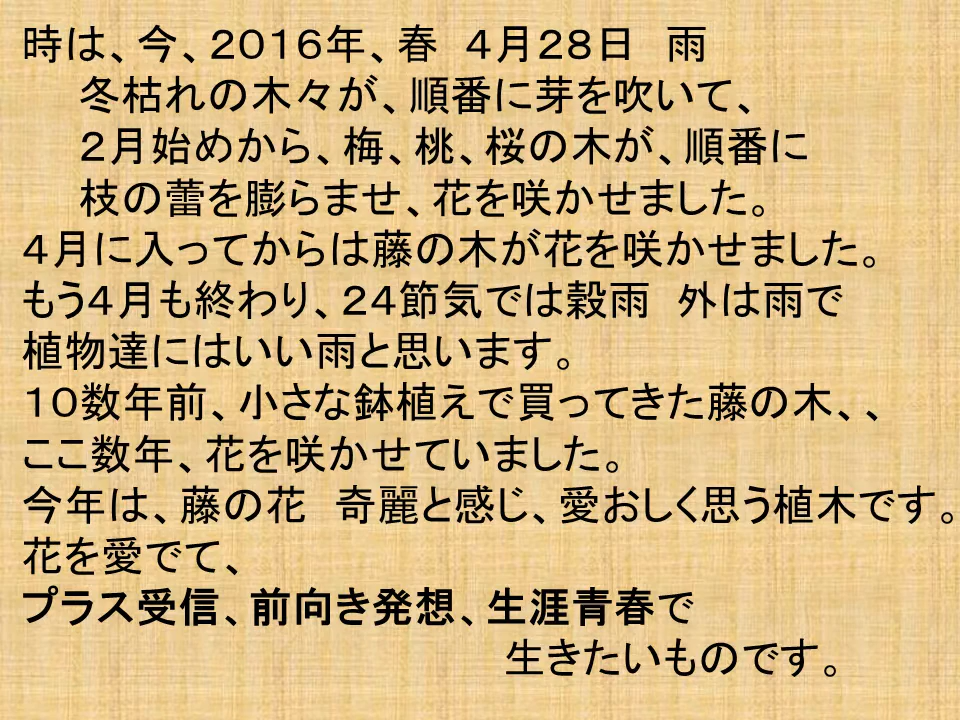 時は、今、２０１６年、春　４月２８日　雨
冬枯れの木々が、順番に芽を吹いて、
２月始めから、梅、桃、桜の木が、順番に
枝の蕾を膨らませ、花を咲かせました。
４月に入ってからは藤の木が花を咲かせました。
もう４月も終わり、２４節気では穀雨　外は雨で
植物達にはいい雨と思います。
１０数年前、小さな鉢植えで買ってきた藤の木、、
ここ数年、花を咲かせていました。
今年は、藤の花　奇麗と感じ、愛おしく思う植木です。
花を愛でて、
プラス受信、前向き発想、生涯青春で
生きたいものです。